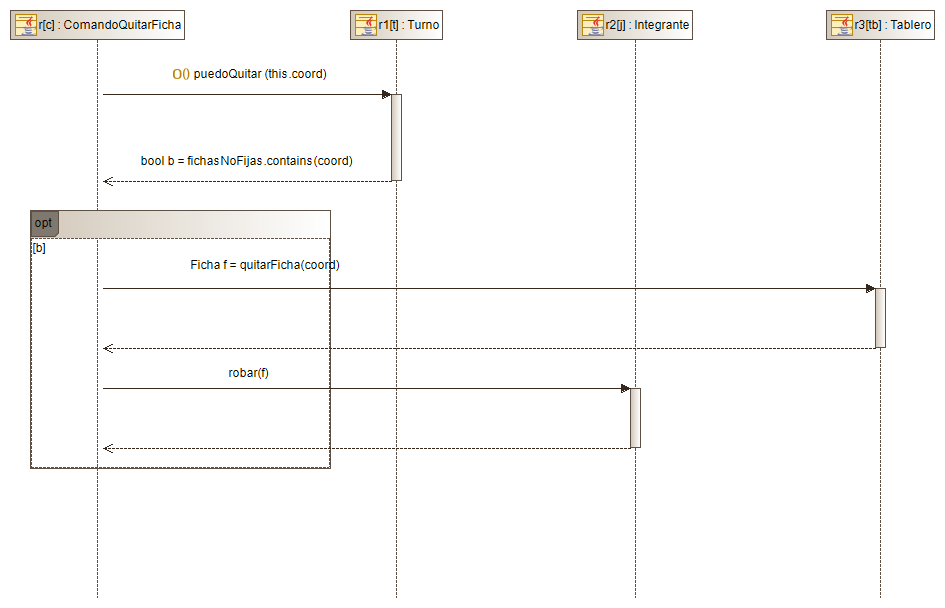 r[c] : ComandoQuitarFicha
r1[t] : Turno
r2[j] : Integrante
r3[tb] : Tablero
O() puedoQuitar (this.coord)
bool b = fichasNoFijas.contains(coord)
opt
[b]
Ficha f = quitarFicha(coord)
robar(f)